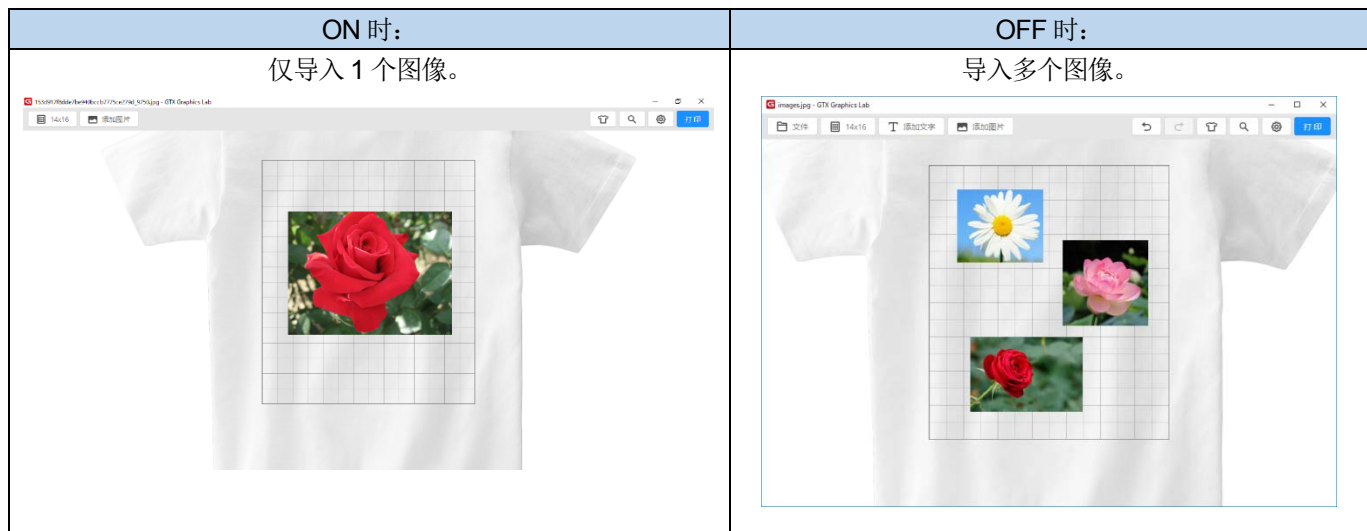 ON 时：
OFF 时：
仅导入 1 个图像。
导入多个图像。
- GTX Graphics Lab
14x16 添加图片
打印
images.jpg - GTX Graphics Lab
文件 14x16 T 添加文字 添加图片
打印